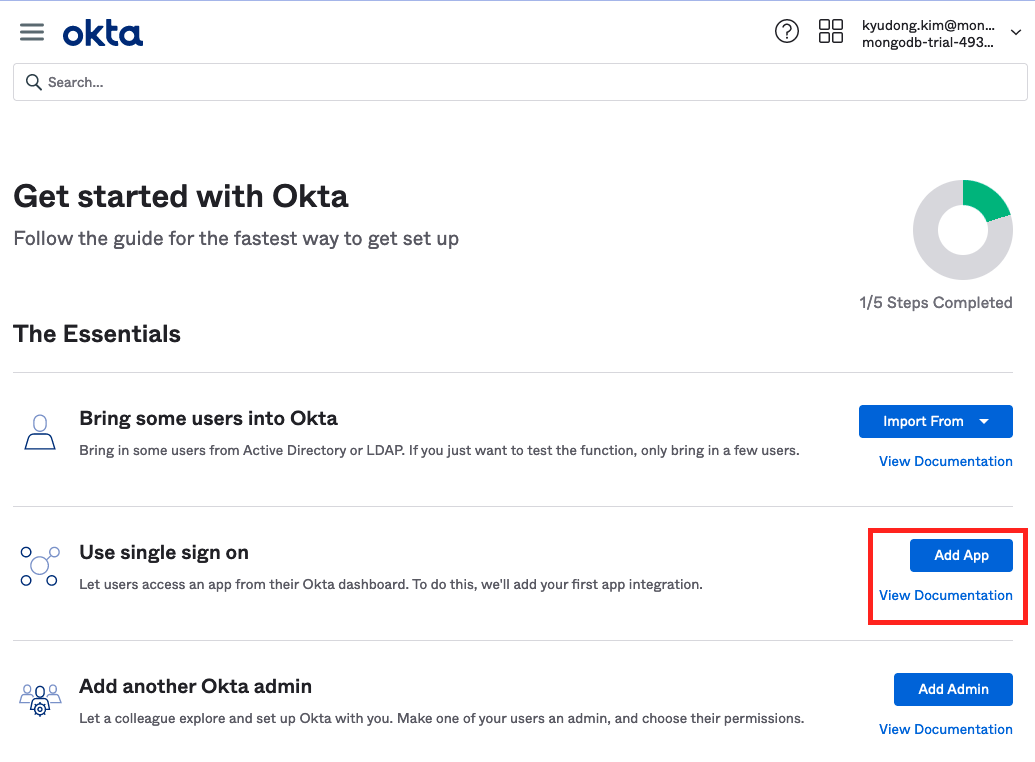 okta
kyudong.kim@mon...
mongodb-trial-493...
Search...
Get started with Okta
Follow the guide for the fastest way to get set up
1/5 Steps Completed
The Essentials
Bring some users into Okta
Import From
Bring in some users from Active Directory or LDAP. If you just want to test the function, only bring in a few users.
View Documentation
Use single sign on
Add App
Let users access an app from their Okta dashboard. To do this, we'll add your first app integration.
View Documentation
Add another Okta admin
Add Admin
Let a colleague explore and set up Okta with you. Make one of your users an admin, and choose their permissions.
View Documentation